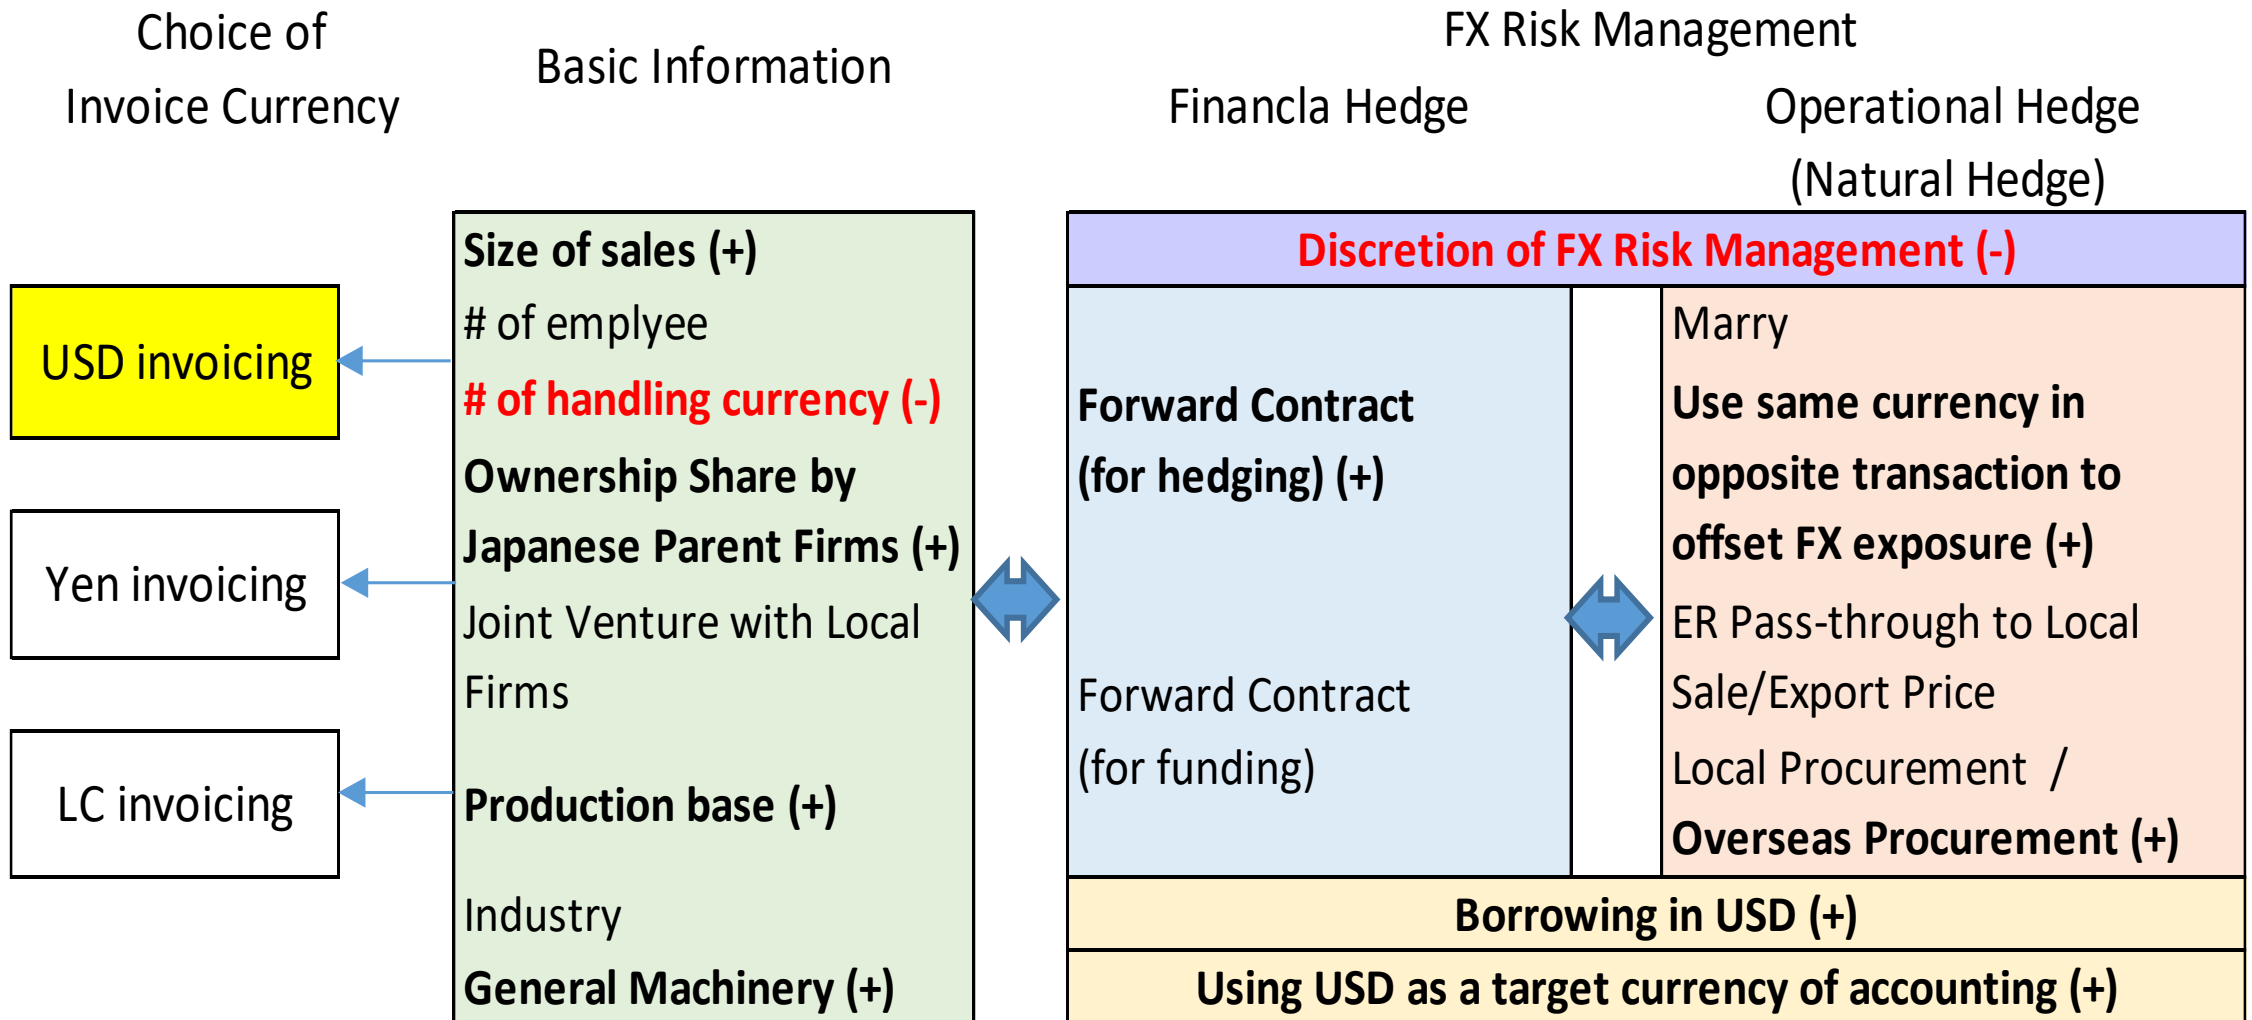 Choice of
Invoice Currency
Basic Information
FX Risk Management
Financla Hedge
Operational Hedge
(Natural Hedge)
USD invoicing
Yen invoicing
LC invoicing
Size of sales (+)
# of emplyee
# of handling currency (-)
Ownership Share by
Japanese Parent Firms (+)
Joint Venture with Local
Firms
Production base (+)
Industry
General Machinery (+)
Discretion of FX Risk Management (-)
Forward Contract
(for hedging) (+)
Forward Contract
(for funding)
Marry
Use same currency in
opposite transaction to
offset FX exposure (+)
ER Pass-through to Local
Sale/Export Price
Local Procurement /
Overseas Procurement (+)
Borrowing in USD (+)
Using USD as a target currency of accounting (+)